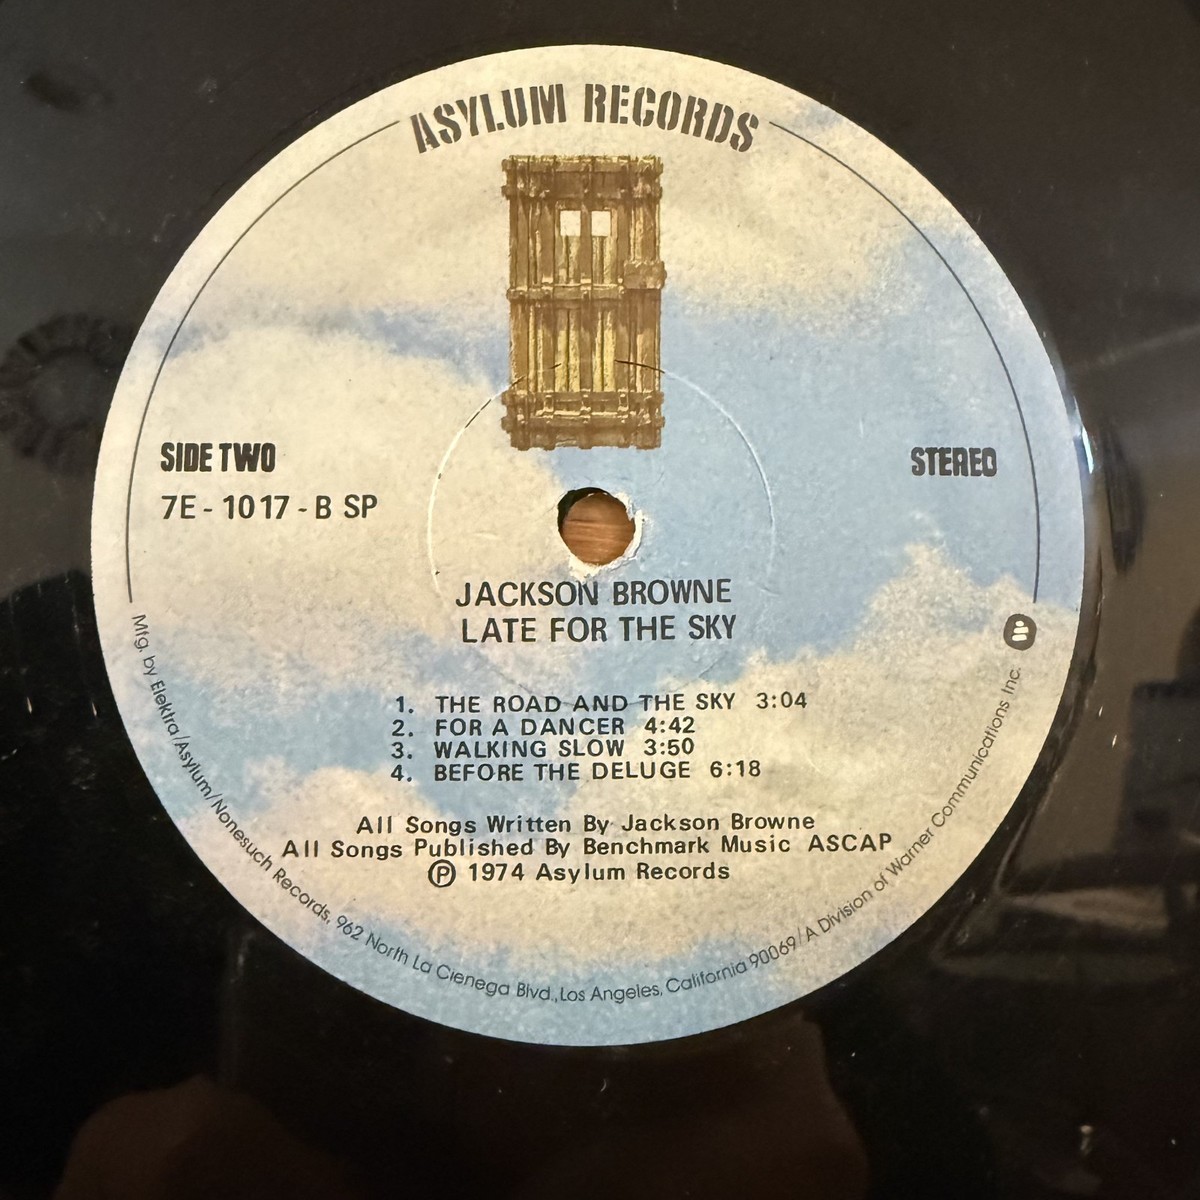 ASYLUM RECORDS
SIDE TWO
STEREO
7E - 1017 - B SP
JACKSON BROWNE
LATE FOR THE SKY
1. THE ROAD AND THE SKY 3:04
2. FOR A DANCER 4:42
3. WALKING SLOW 3:50
4. BEFORE THE DELUGE 6:18
All Songs Written By Jackson Browne
All Songs Published By Benchmark Music ASCAP
Ⓟ 1974 Asylum Records
Mfg. by Elektra/Asylum/Nonesuch Records, 962 North La Cienega Blvd., Los Angeles, California 90069/A Division of Warner Communications Inc.